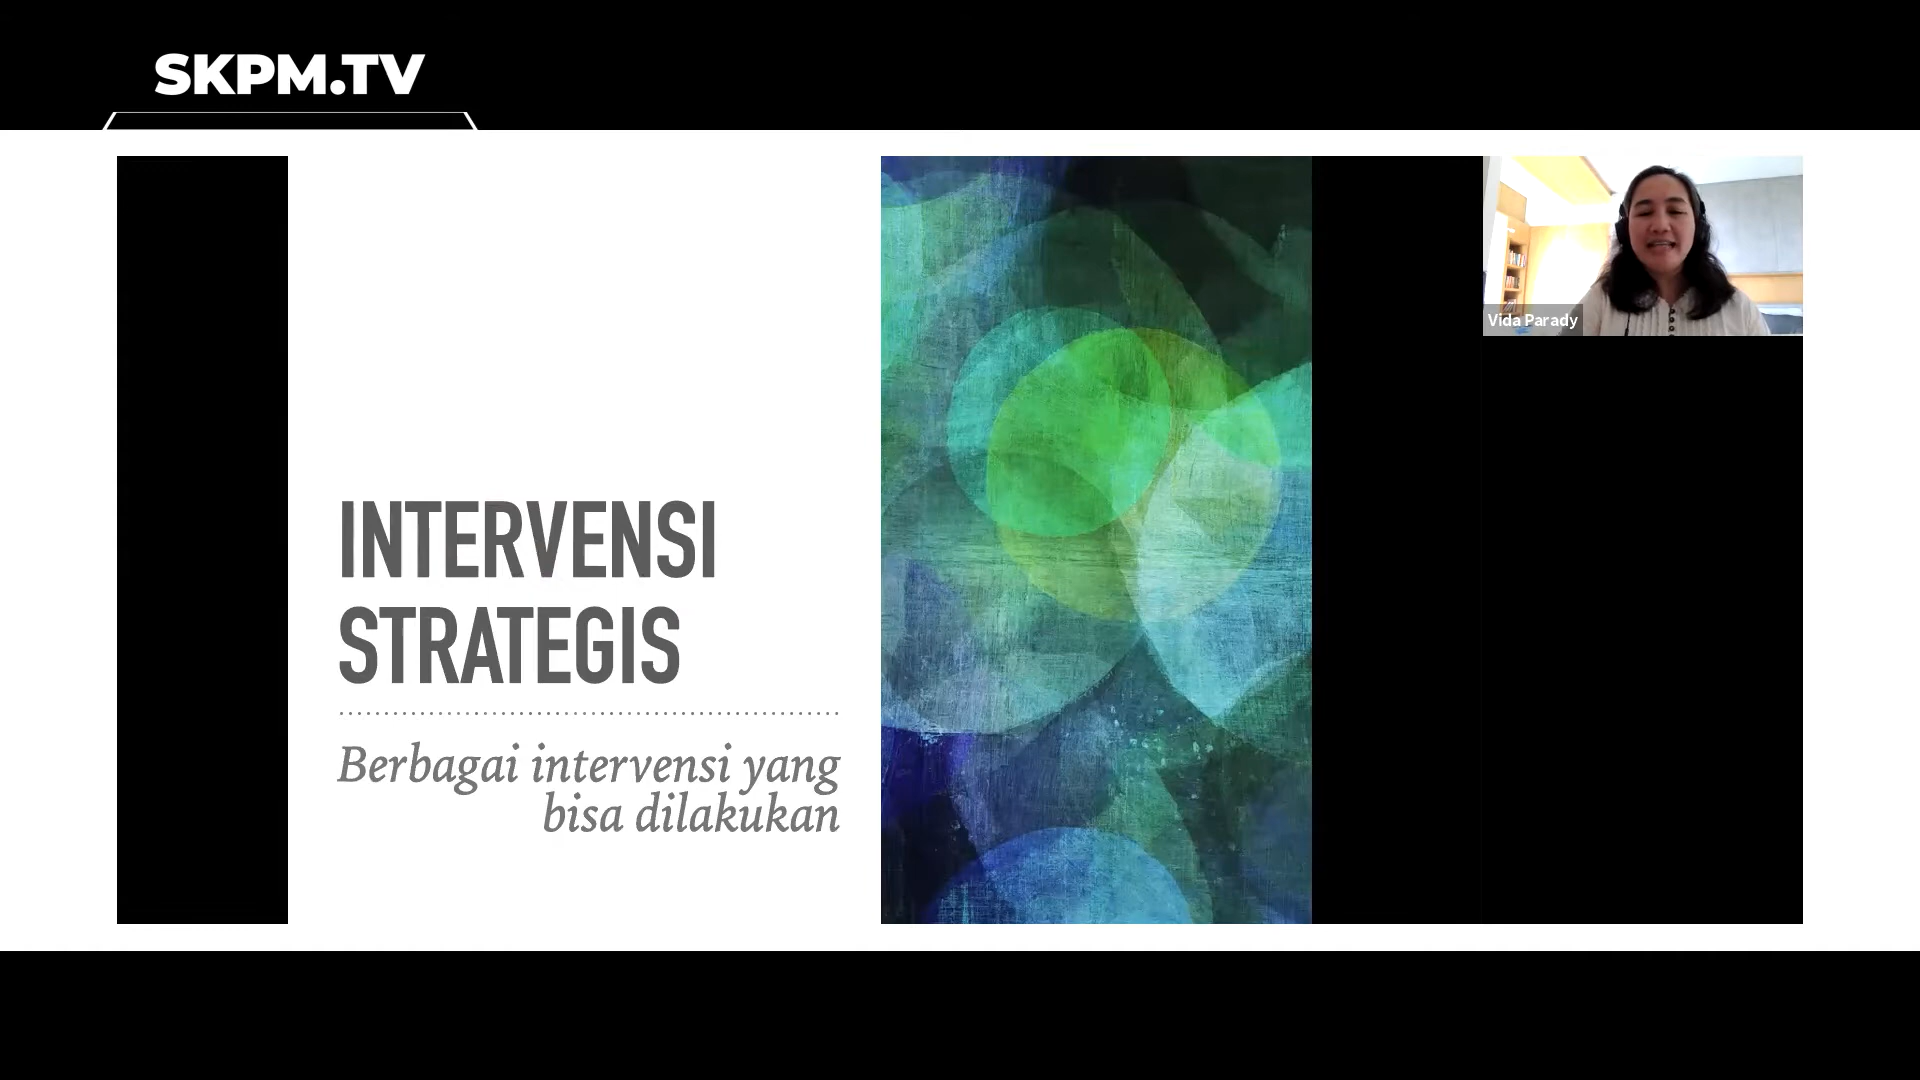 SKPM.TV
Vida Parady
INTERVENSI
STRATEGIS
Berbagai intervensi yang
bisa dilakukan